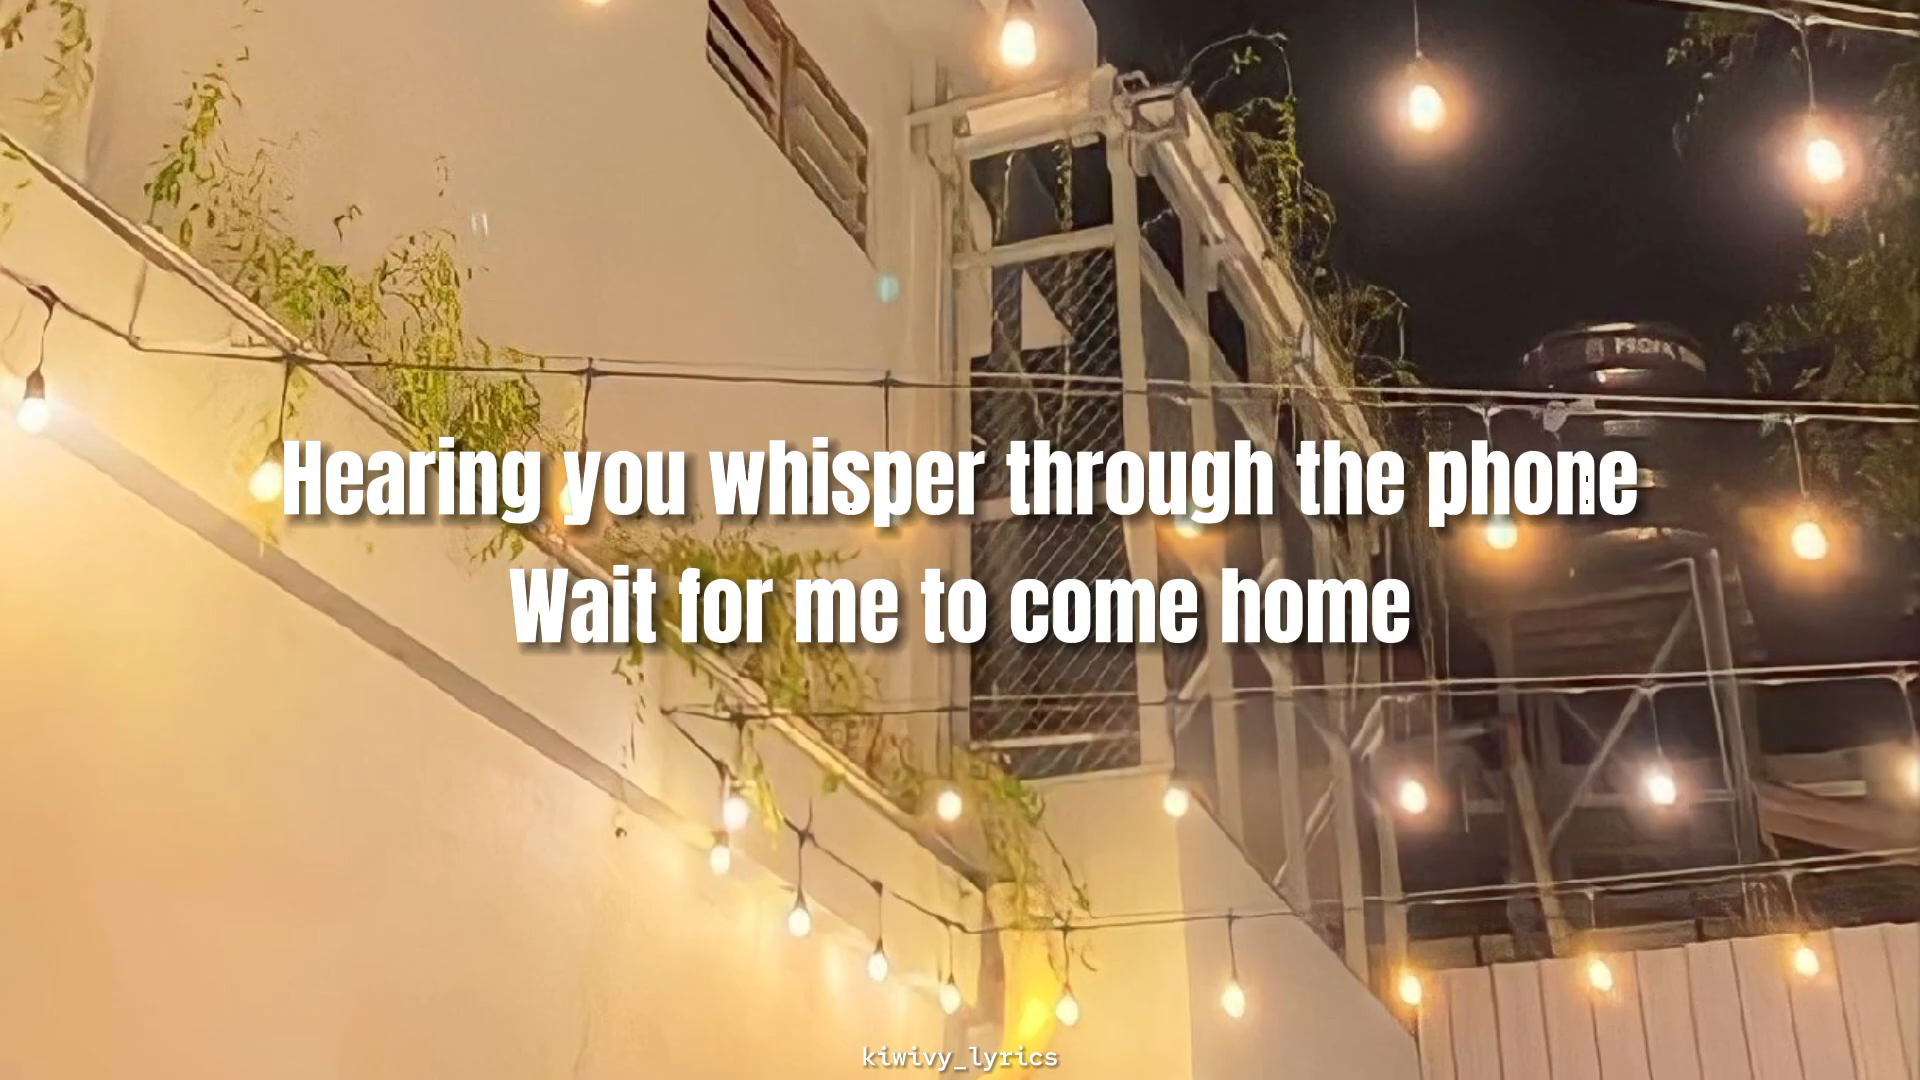 Hearing you whisper through the phone
Wait for me to come home
kiwivy_lyrics